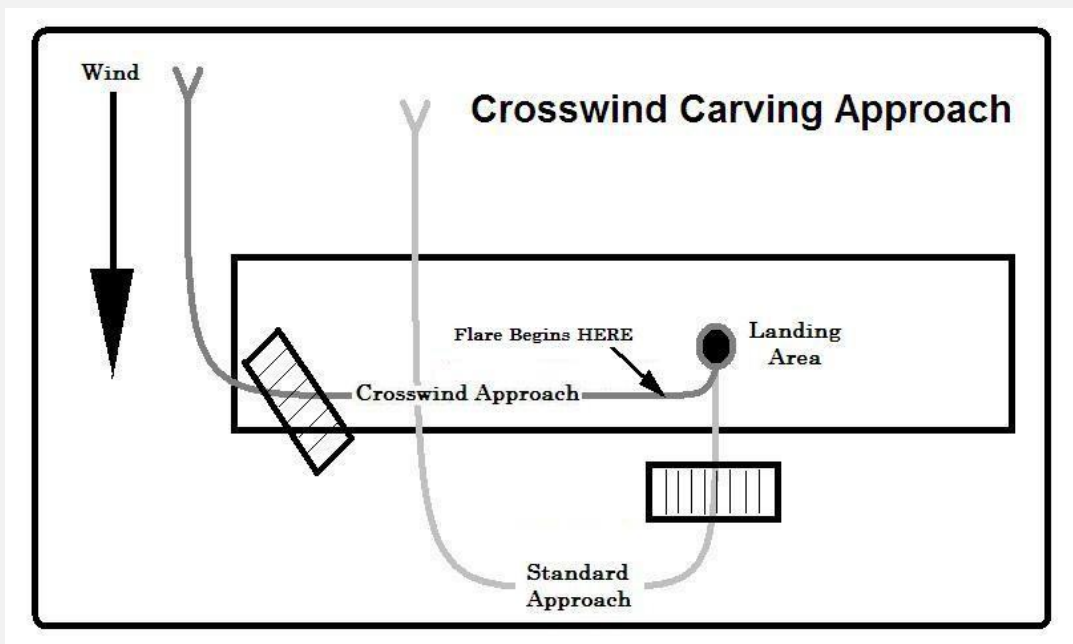 Wind
Crosswind Carving Approach
Flare Begins HERE
Landing
Area
Crosswind Approach
Standard
Approach